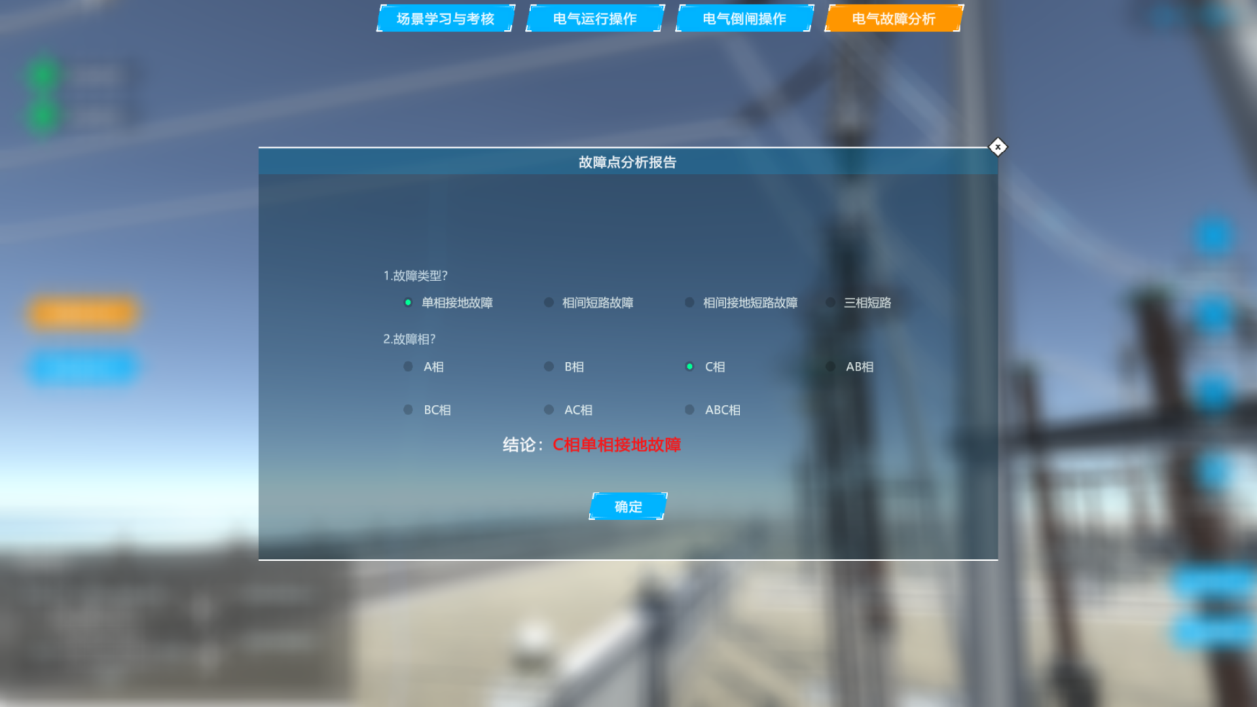 场景学习与考核 电气运行操作 电气倒闸操作 电气故障分析
故障点分析报告
x
1.故障类型?
单相接地故障 相间短路故障 相间接地短路故障 三相短路
2.故障相?
A相 B相 C相 AB相
BC相 AC相 ABC相
结论：C相单相接地故障
确定